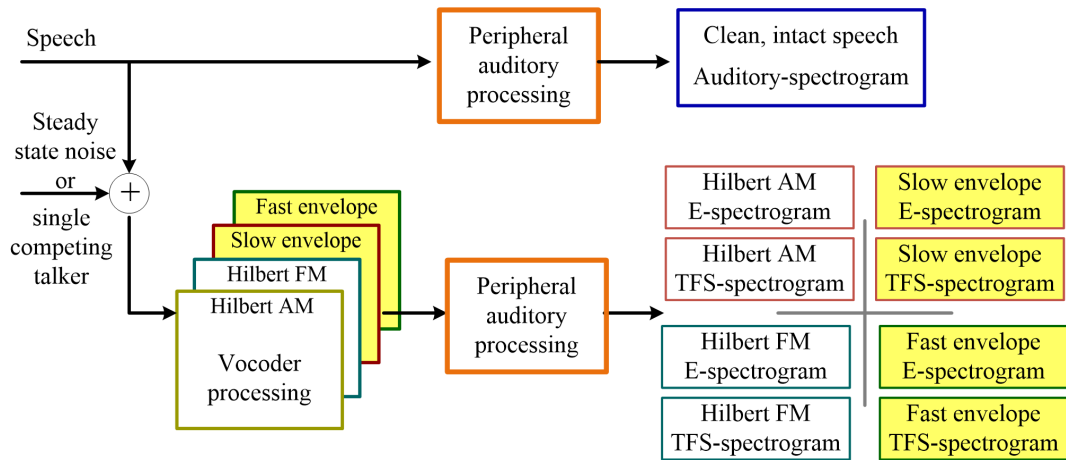 Speech
Peripheral
auditory
processing
Clean, intact speech
Auditory-spectrogram
Steady
state noise
or
single
competing
talker
+
Fast envelope
Slow envelope
Hilbert FM
Hilbert AM
Vocoder
processing
Peripheral
auditory
processing
Hilbert AM
E-spectrogram
Slow envelope
E-spectrogram
Hilbert AM
TFS-spectrogram
Slow envelope
TFS-spectrogram
Hilbert FM
E-spectrogram
Fast envelope
E-spectrogram
Hilbert FM
TFS-spectrogram
Fast envelope
TFS-spectrogram